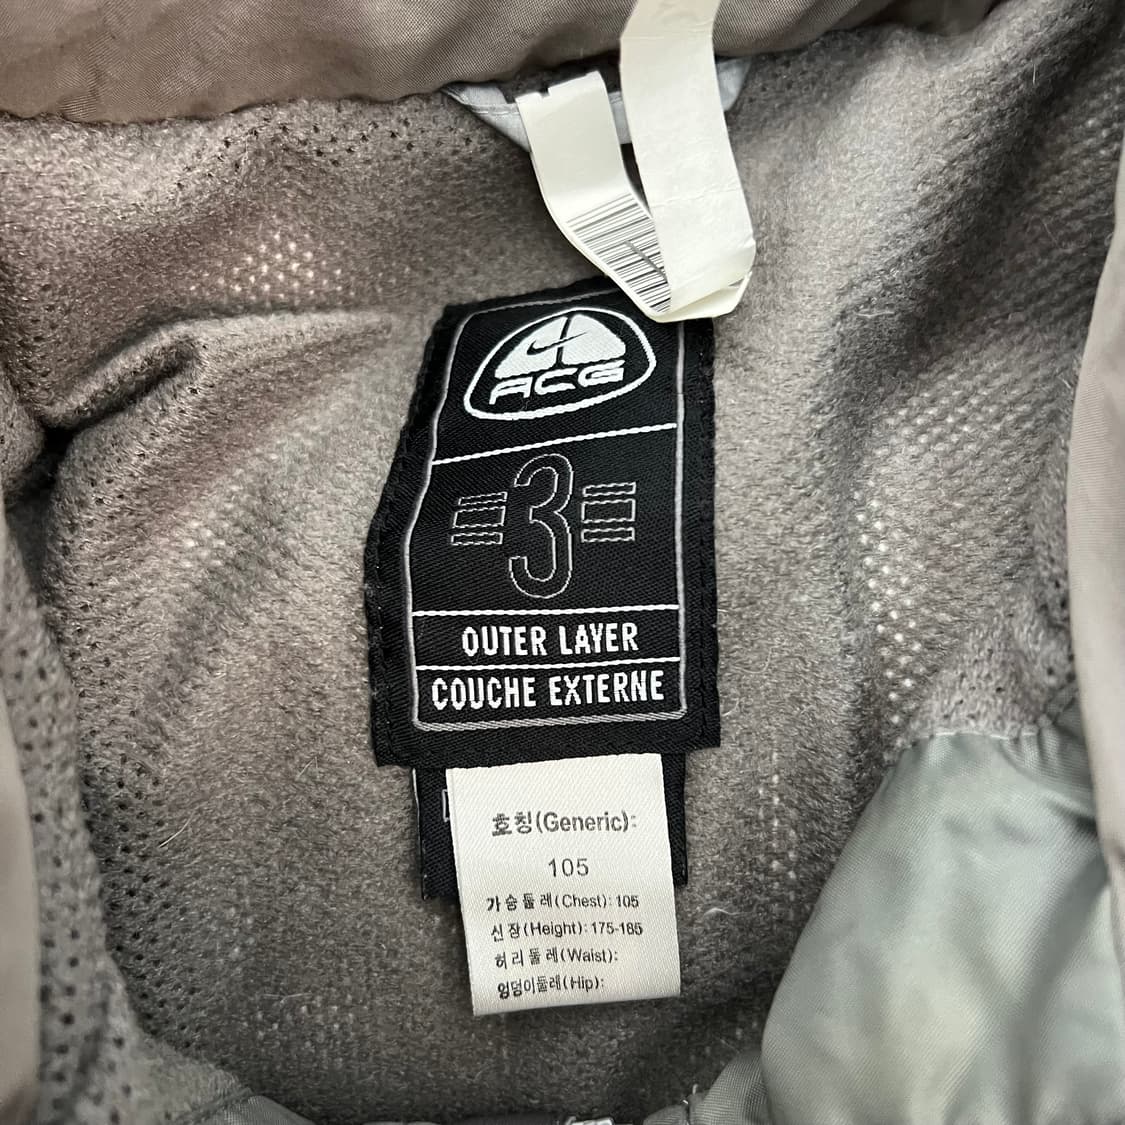 ACG
3
OUTER LAYER
COUCHE EXTERNE
호칭(Generic):
105
가슴둘레(Chest): 105
신장(Height): 175-185
허리둘레(Waist):
엉덩이둘레(Hip):